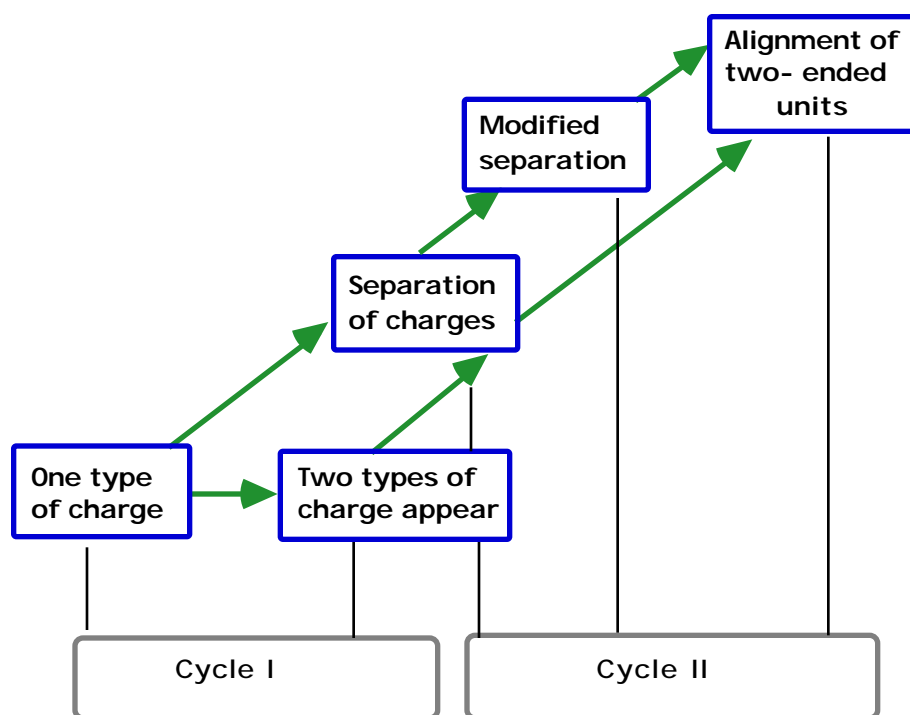 Alignment of
two- ended
units
Modified
separation
Separation
of charges
One type
of charge
Two types of
charge appear
Cycle I
Cycle II